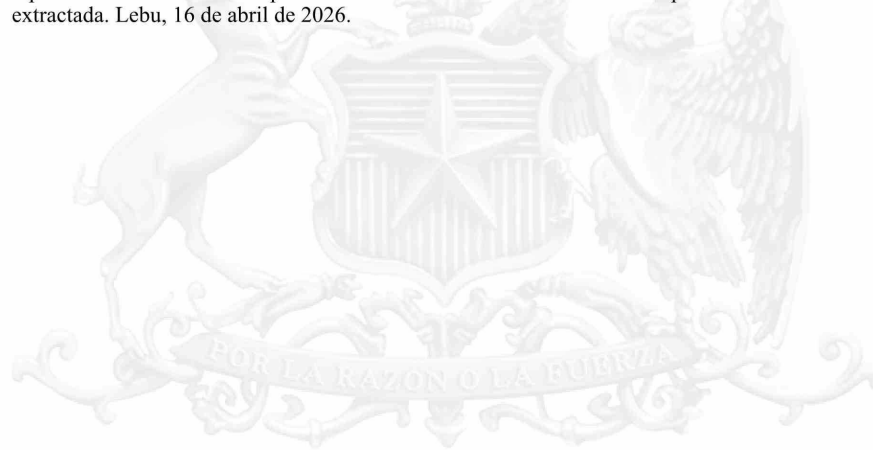 extractada. Lebu, 16 de abril de 2026.
POR LA RAZON O LA FUERZA